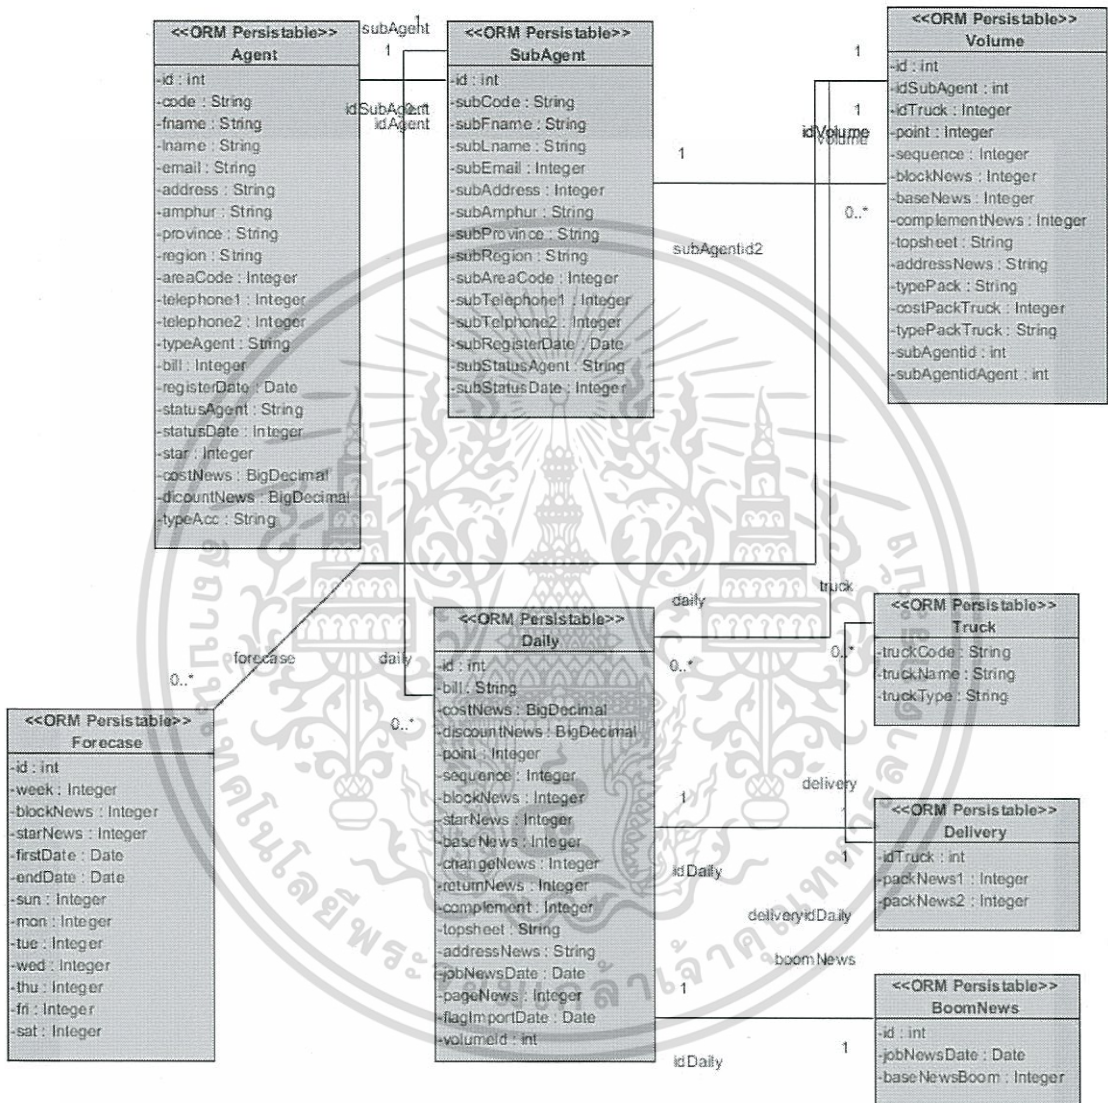 <<ORM Persistable>>
Agent
-id : int
-code : String
-fname : String
-lname : String
-email : String
-address : String
-amphur : String
-province : String
-region : String
-areaCode : Integer
-telephone1 : Integer
-telephone2 : Integer
-typeAgent : String
-bill : Integer
-registerDate : Date
-statusAgent : String
-statusDate : Integer
-star : Integer
-costNews : BigDecimal
-dicountNews : BigDecimal
-typeAcc : String
subAgent
1
1
idSubAgent
0..*
idAgent
<<ORM Persistable>>
SubAgent
-id : int
-subCode : String
-subFname : String
-subLname : String
-subEmail : Integer
-subAddress : Integer
-subAmphur : String
-subProvince : String
-subRegion : String
-subAreaCode : Integer
-subTelephone1 : Integer
-subTelphone2 : Integer
-subRegisterDate : Date
-subStatusAgent : String
-subStatusDate : Integer
1
subAgentid2
1
1
idVolume
volume
0..*
<<ORM Persistable>>
Volume
-id : int
-idSubAgent : int
-idTruck : Integer
-point : Integer
-sequence : Integer
-blockNews : Integer
-baseNews : Integer
-complementNews : Integer
-topsheet : String
-addressNews : String
-typePack : String
-costPackTruck : Integer
-typePackTruck : String
-subAgentid : int
-subAgentidAgent : int
forecase
0..*
daily
0..*
<<ORM Persistable>>
Forecase
-id : int
-week : Integer
-blockNews : Integer
-starNews : Integer
-firstDate : Date
-endDate : Date
-sun : Integer
-mon : Integer
-tue : Integer
-wed : Integer
-thu : Integer
-fri : Integer
-sat : Integer
<<ORM Persistable>>
Daily
-id : int
-bill : String
-costNews : BigDecimal
-discountNews : BigDecimal
-point : Integer
-sequence : Integer
-blockNews : Integer
-starNews : Integer
-baseNews : Integer
-changeNews : Integer
-returnNews : Integer
-complement : Integer
-topsheet : String
-addressNews : String
-jobNewsDate : Date
-pageNews : Integer
-flagImportDate : Date
-volumeId : int
daily
0..*
truck
0..*
<<ORM Persistable>>
Truck
-truckCode : String
-truckName : String
-truckType : String
1
idDaily
delivery
1
1
deliveryidDaily
<<ORM Persistable>>
Delivery
-idTruck : int
-packNews1 : Integer
-packNews2 : Integer
boomNews
1
idDaily
1
<<ORM Persistable>>
BoomNews
-id : int
-jobNewsDate : Date
-baseNewsBoom : Integer